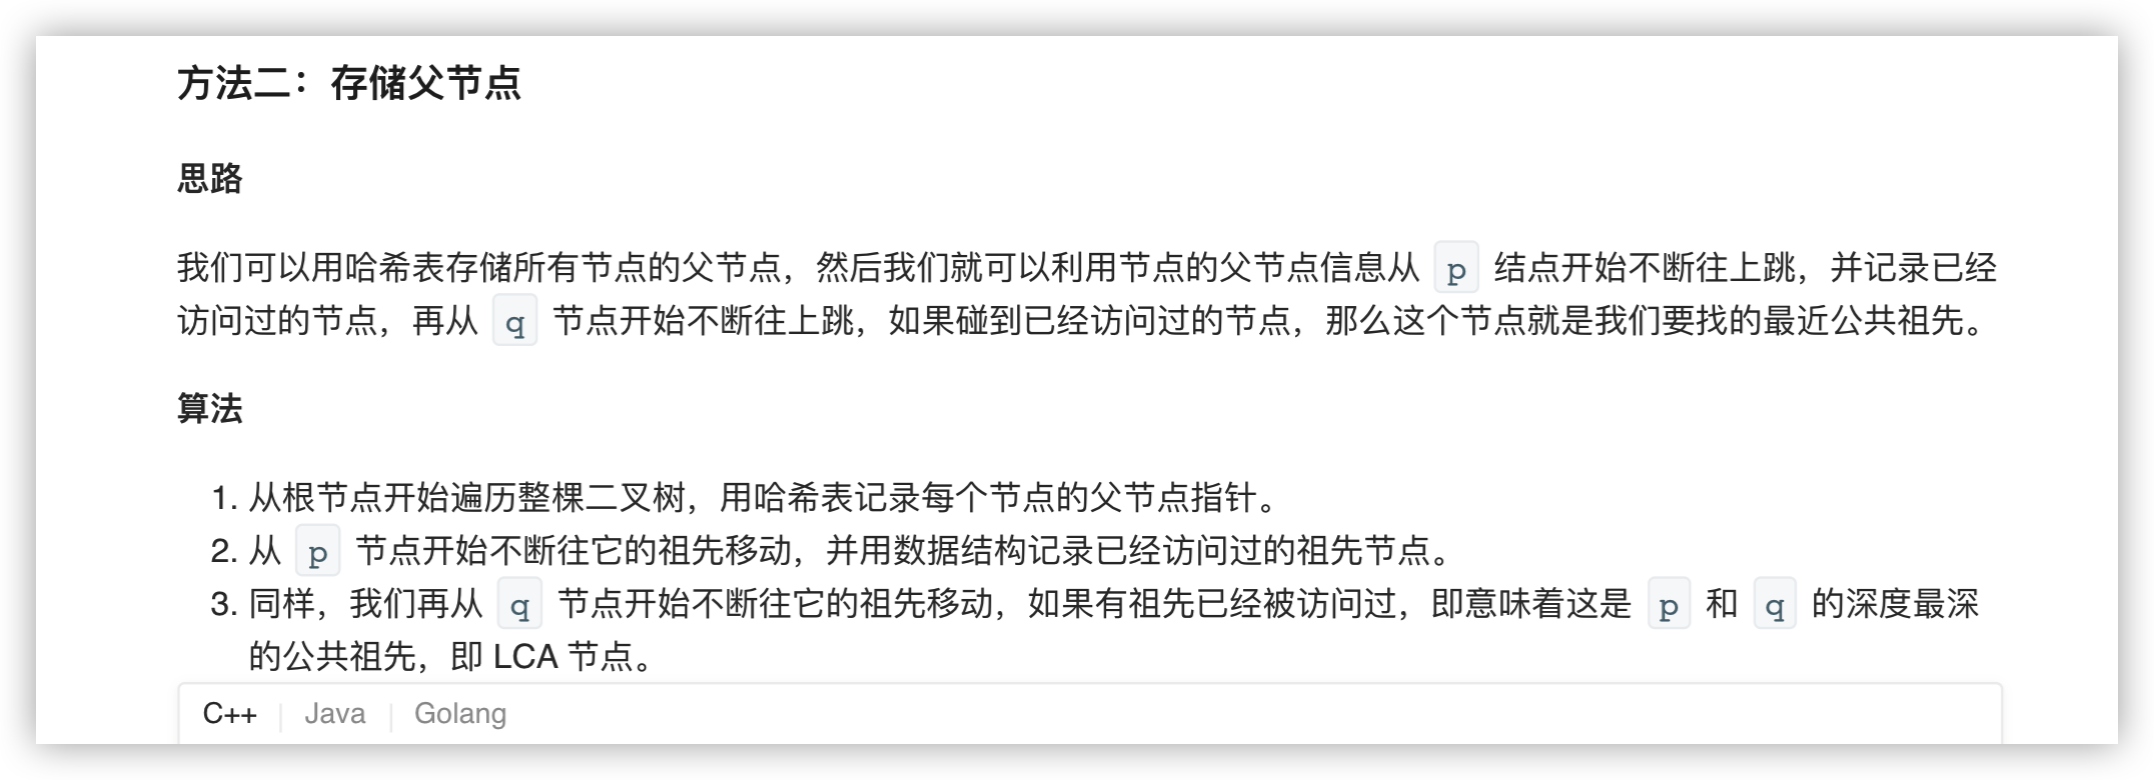 方法二：存储父节点
思路
我们可以用哈希表存储所有节点的父节点，然后我们就可以利用节点的父节点信息从 p 结点开始不断往上跳，并记录已经
访问过的节点，再从 q 节点开始不断往上跳，如果碰到已经访问过的节点，那么这个节点就是我们要找的最近公共祖先。
算法
1. 从根节点开始遍历整棵二叉树，用哈希表记录每个节点的父节点指针。
2. 从 p 节点开始不断往它的祖先移动，并用数据结构记录已经访问过的祖先节点。
3. 同样，我们再从 q 节点开始不断往它的祖先移动，如果有祖先已经被访问过，即意味着这是 p 和 q 的深度最深
的公共祖先，即 LCA 节点。
C++ | Java | Golang